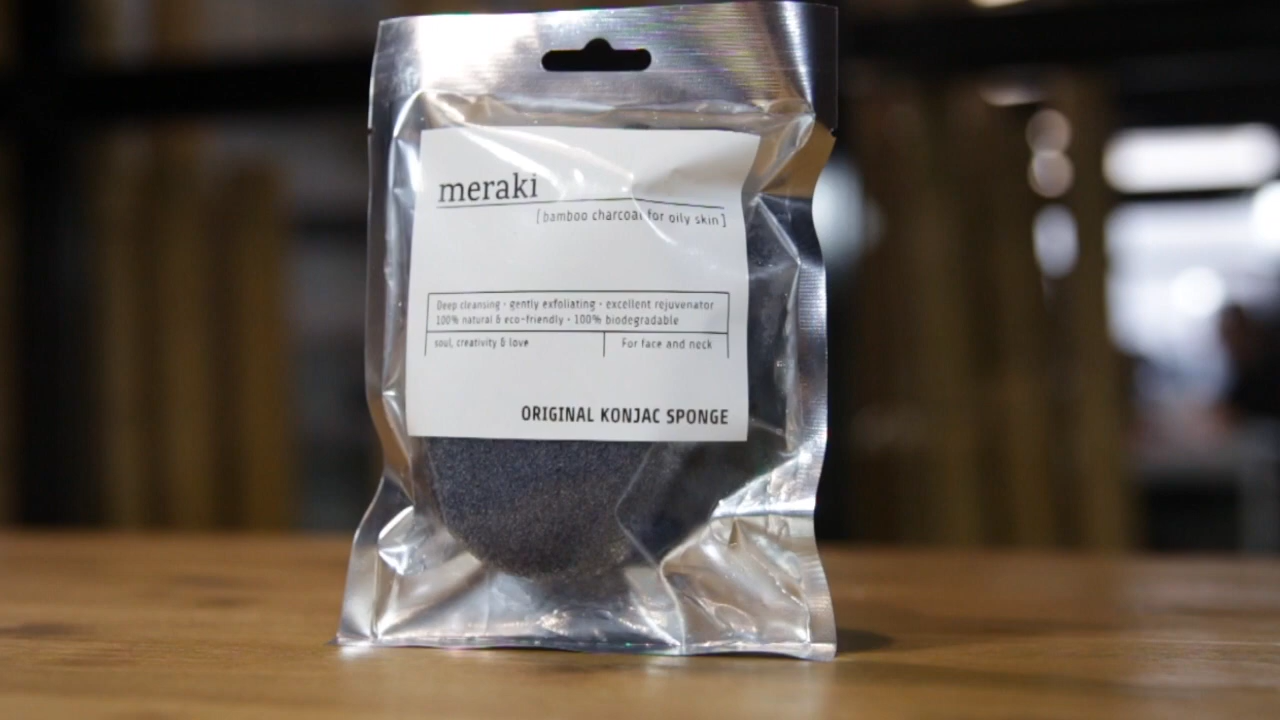 meraki
[bamboo charcoal for oily skin]
Deep cleansing · gently exfoliating · excellent rejuvenator
100% natural & eco-friendly · 100% biodegradable
soul, creativity & love
For face and neck
ORIGINAL KONJAC SPONGE